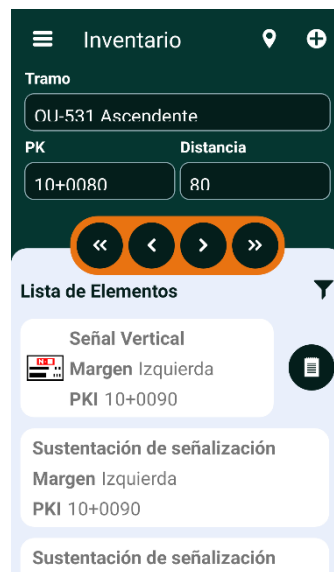 Inventario
Tramo
OU-531 Ascendente
PK Distancia
10+0080 80
Lista de Elementos
Señal Vertical
Margen Izquierda
PKI 10+0090
Sustentación de señalización
Margen Izquierda
PKI 10+0090
Sustentación de señalización